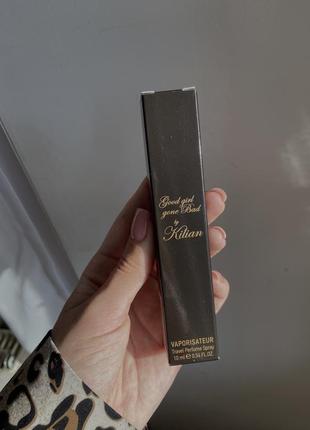 Good girl
gone Bad
by
Kilian
VAPORISATEUR
Travel Perfume Spray
10 ml ℮ 0.34 FL.OZ.